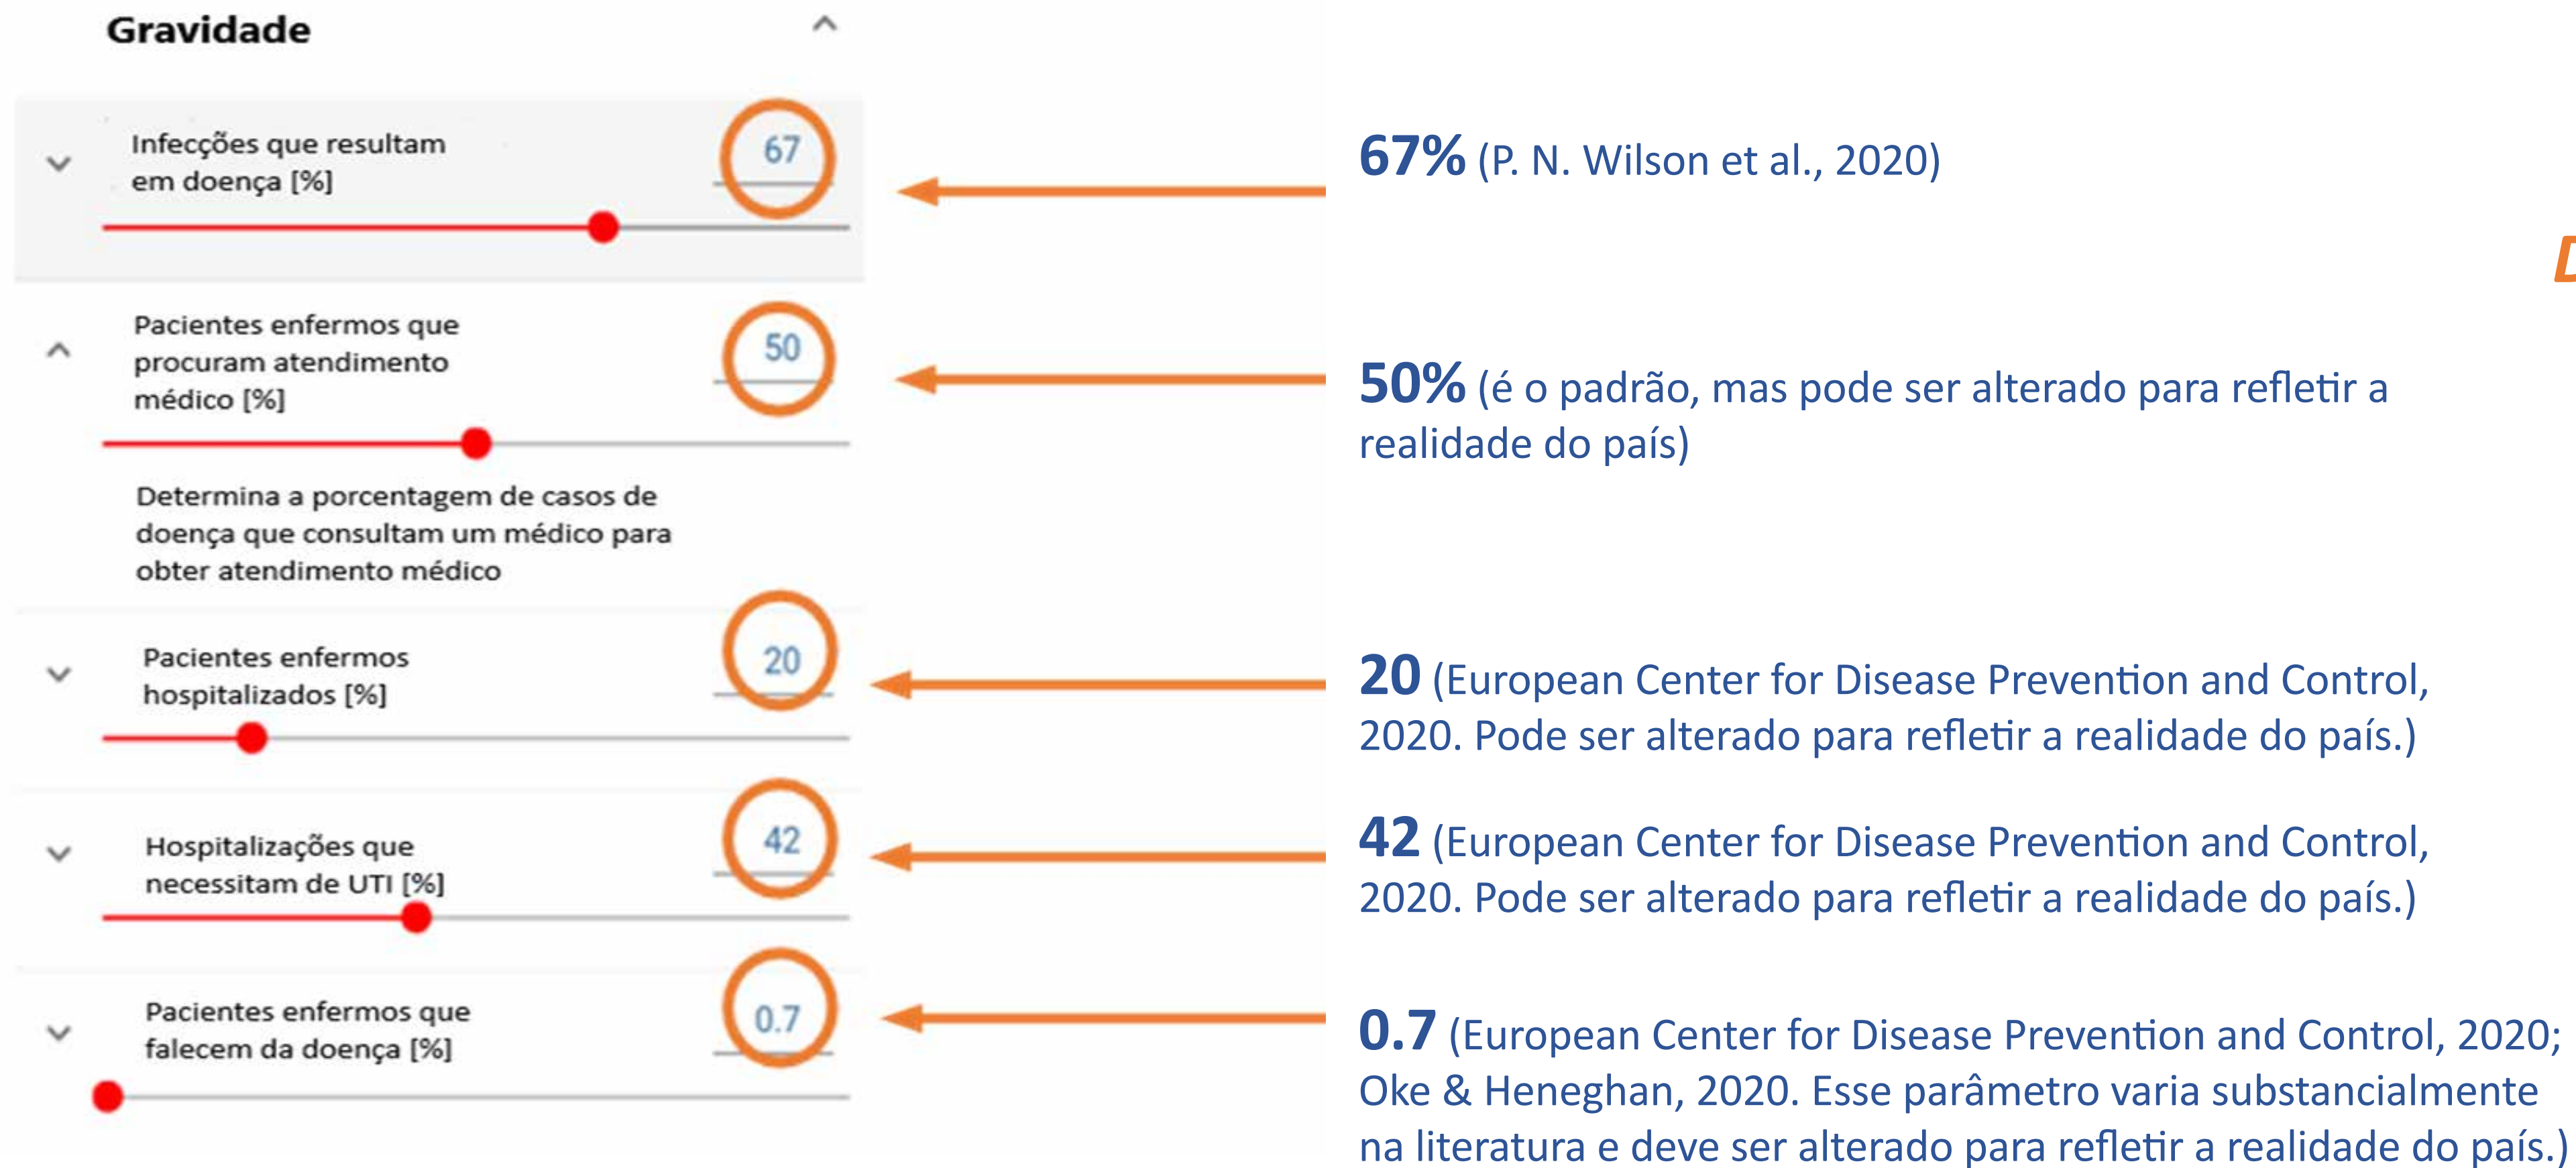 Gravidade
Infecções que resultam
em doença [%]
67
67% (P. N. Wilson et al., 2020)
Pacientes enfermos que
procuram atendimento
médico [%]
50
50% (é o padrão, mas pode ser alterado para refletir a
realidade do país)
Determina a porcentagem de casos de
doença que consultam um médico para
obter atendimento médico
Pacientes enfermos
hospitalizados [%]
20
20 (European Center for Disease Prevention and Control,
2020. Pode ser alterado para refletir a realidade do país.)
Hospitalizações que
necessitam de UTI [%]
42
42 (European Center for Disease Prevention and Control,
2020. Pode ser alterado para refletir a realidade do país.)
Pacientes enfermos que
falecem da doença [%]
0.7
0.7 (European Center for Disease Prevention and Control, 2020;
Oke & Heneghan, 2020. Esse parâmetro varia substancialmente
na literatura e deve ser alterado para refletir a realidade do país.)